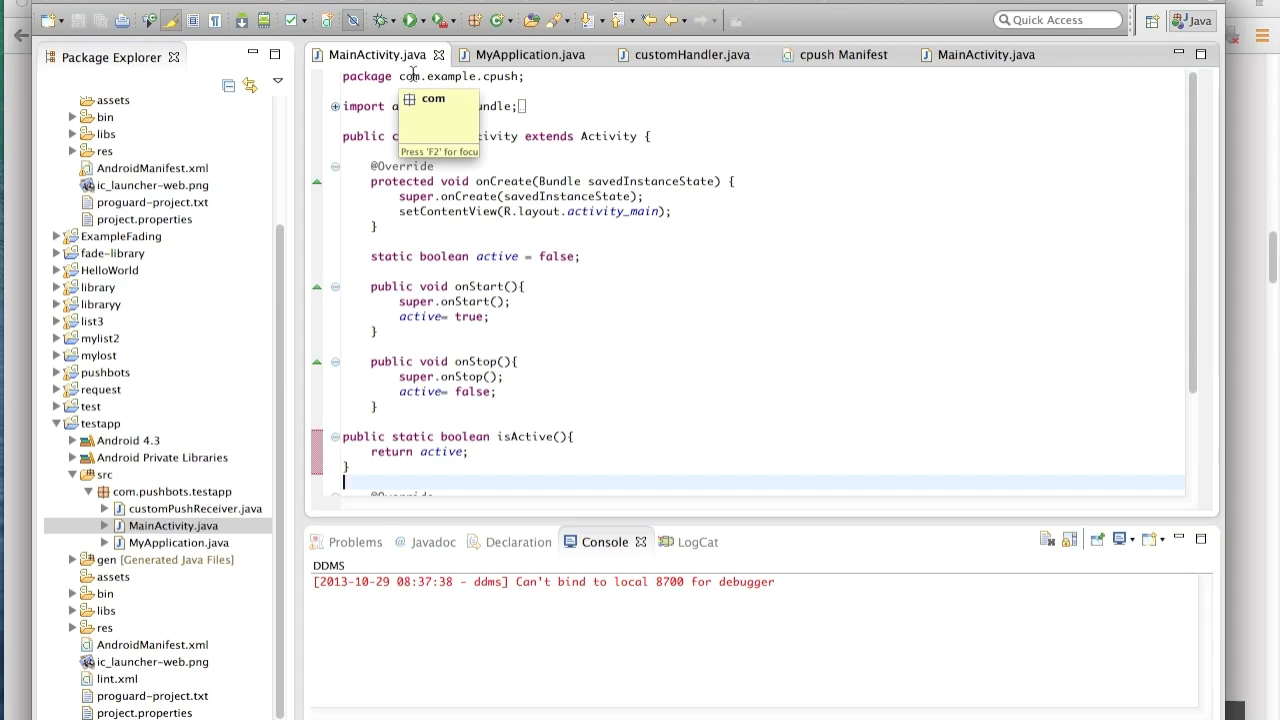 Quick Access
Java
Package Explorer
assets
bin
libs
res
AndroidManifest.xml
ic_launcher-web.png
proguard-project.txt
project.properties
ExampleFading
fade-library
HelloWorld
library
libraryy
list3
mylist2
mylost
pushbots
request
test
testapp
Android 4.3
Android Private Libraries
src
com.pushbots.testapp
customPushReceiver.java
MainActivity.java
MyApplication.java
gen [Generated Java Files]
assets
bin
libs
res
AndroidManifest.xml
ic_launcher-web.png
lint.xml
proguard-project.txt
project.properties
MainActivity.java
MyApplication.java
customHandler.java
cpush Manifest
MainActivity.java
package com.example.cpush;
import a
ndle;
com
Press 'F2' for focu
public c
tivity extends Activity {
@Override
protected void onCreate(Bundle savedInstanceState) {
super.onCreate(savedInstanceState);
setContentView(R.layout.activity_main);
}
static boolean active = false;
public void onStart(){
super.onStart();
active= true;
}
public void onStop(){
super.onStop();
active= false;
}
public static boolean isActive(){
return active;
}
@Override
Problems
@ Javadoc
Declaration
Console
LogCat
DDMS
[2013-10-29 08:37:38 - ddms] Can't bind to local 8700 for debugger